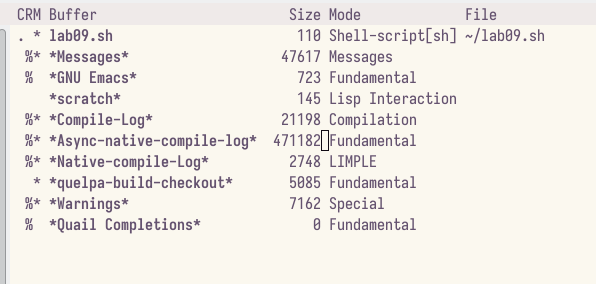 CRM Buffer Size Mode File
. * lab09.sh 110 Shell-script[sh] ~/lab09.sh
%* *Messages* 47617 Messages
% *GNU Emacs* 723 Fundamental
*scratch* 145 Lisp Interaction
%* *Compile-Log* 21198 Compilation
%* *Async-native-compile-log* 471182 Fundamental
%* *Native-compile-Log* 2748 LIMPLE
* *quelpa-build-checkout* 5085 Fundamental
%* *Warnings* 7162 Special
% *Quail Completions* 0 Fundamental